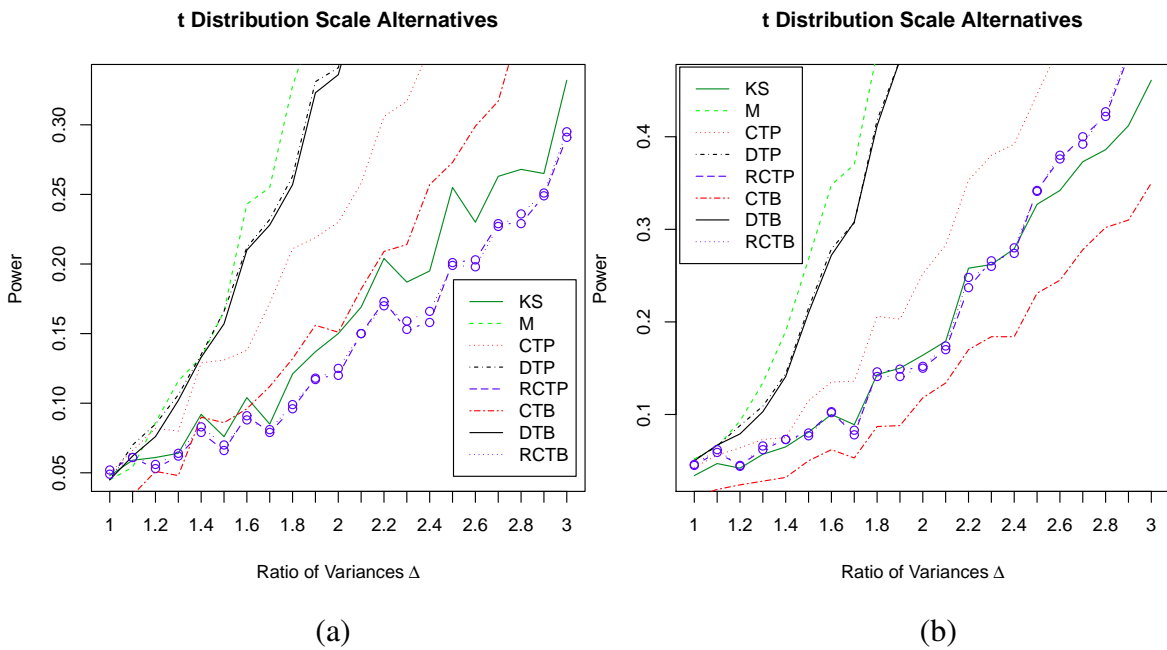 t Distribution Scale Alternatives
Power
0.05 0.10 0.15 0.20 0.25 0.30
KS
M
CTP
DTP
RCTP
CTB
DTB
RCTB
1 1.2 1.4 1.6 1.8 2 2.2 2.4 2.6 2.8 3
Ratio of Variances Δ
(a)
t Distribution Scale Alternatives
Power
0.1 0.2 0.3 0.4
KS
M
CTP
DTP
RCTP
CTB
DTB
RCTB
1 1.2 1.4 1.6 1.8 2 2.2 2.4 2.6 2.8 3
Ratio of Variances Δ
(b)